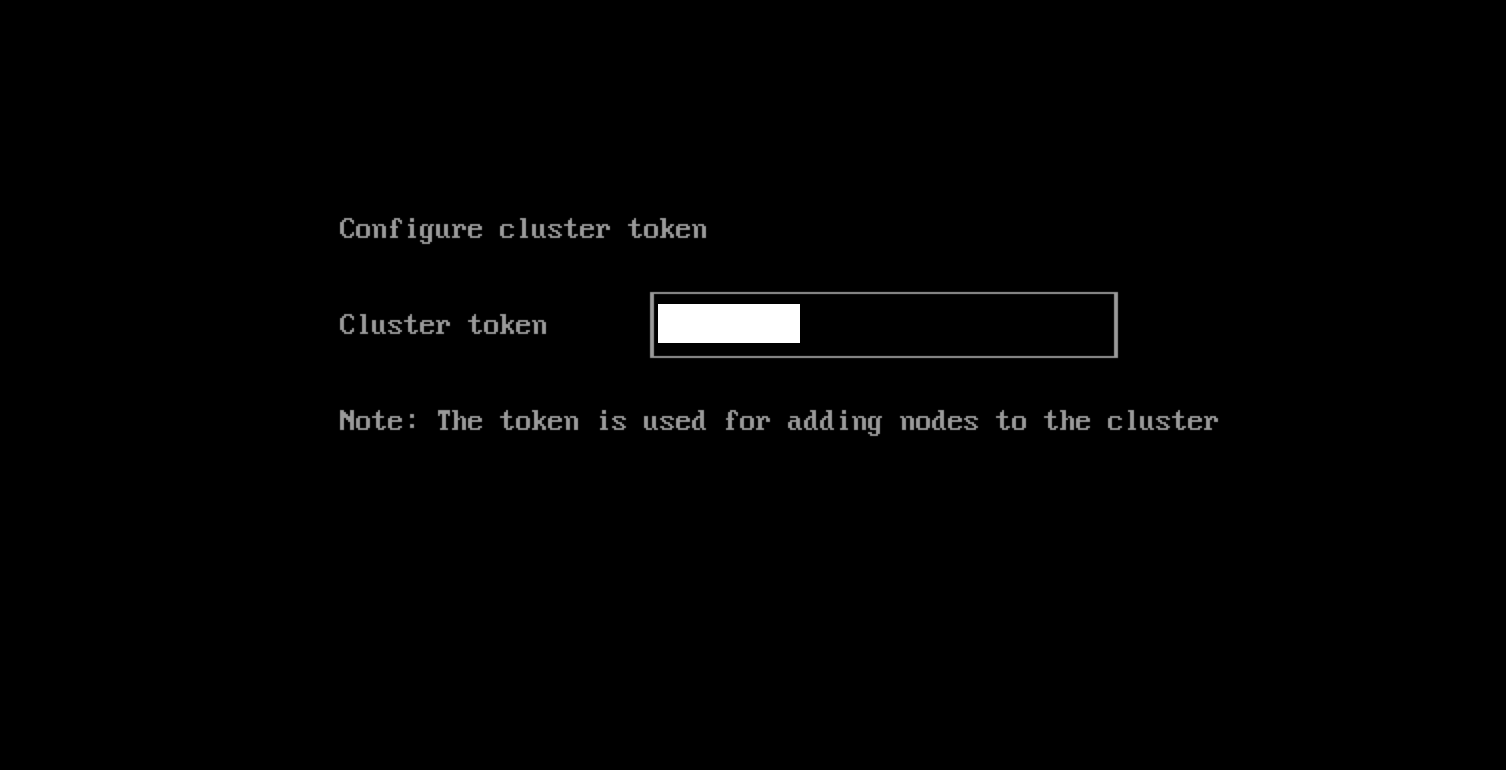 Configure cluster token
Cluster token
Note: The token is used for adding nodes to the cluster